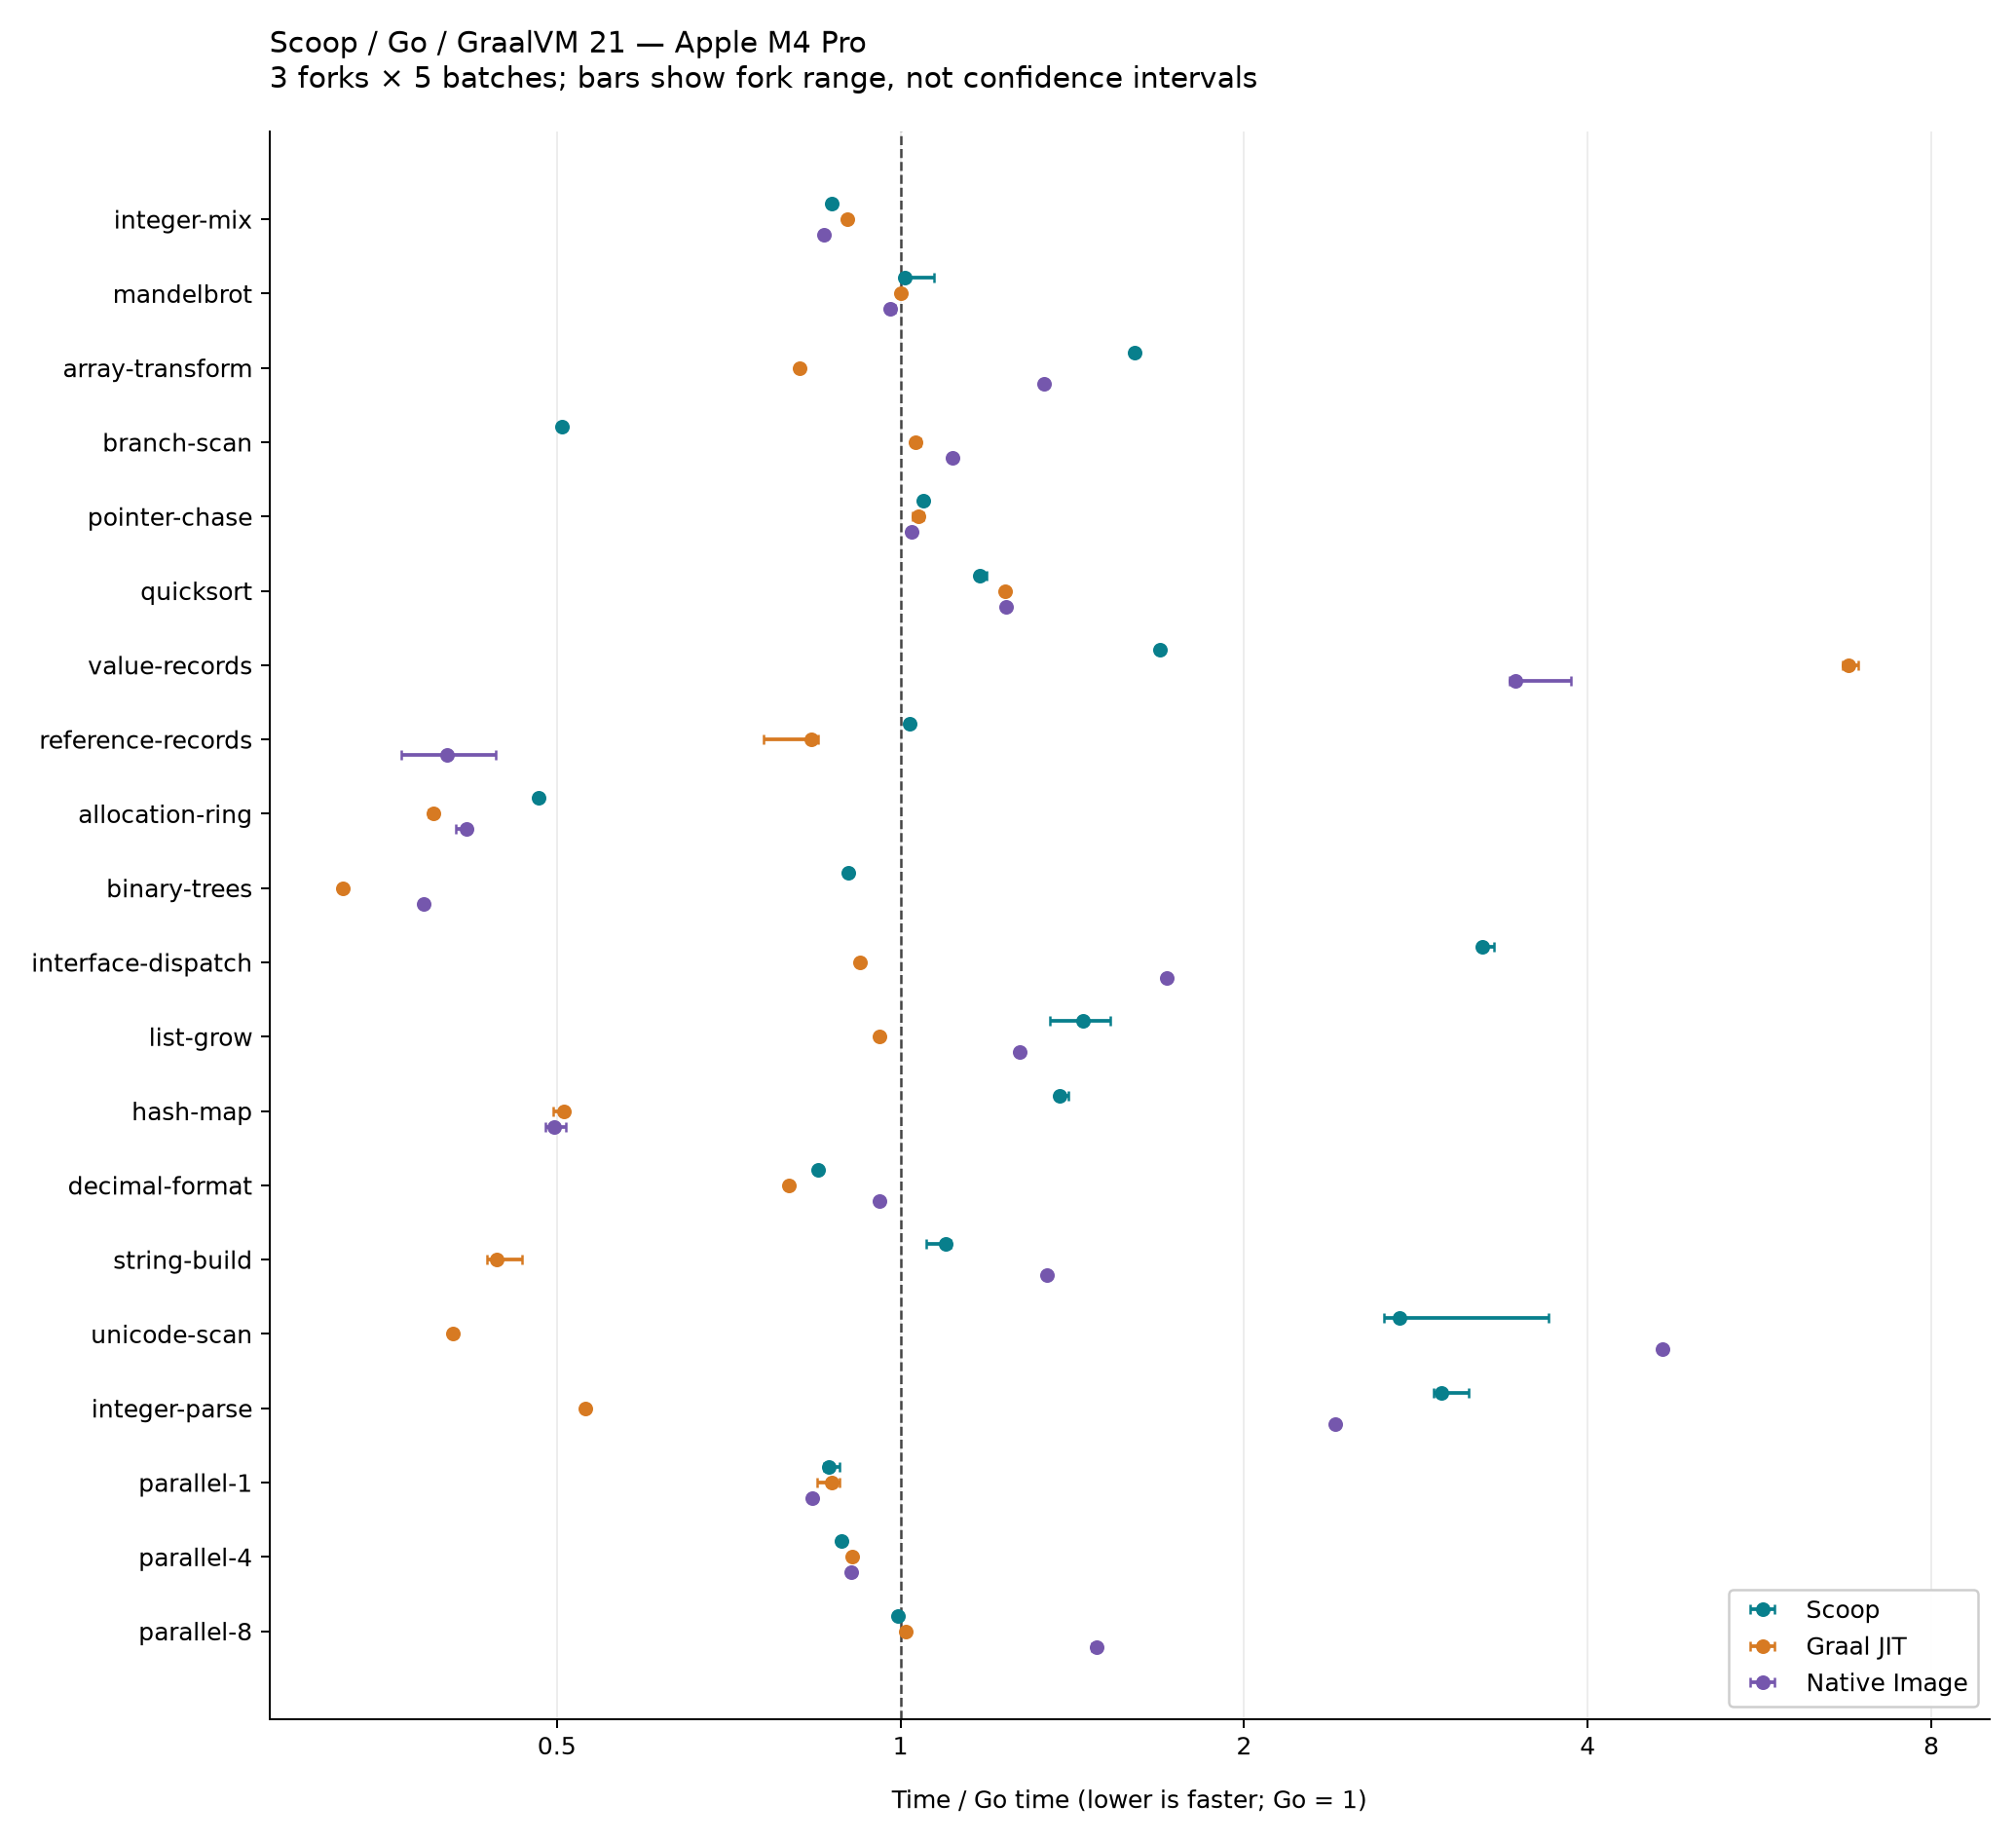 Scoop / Go / GraalVM 21 — Apple M4 Pro
3 forks × 5 batches; bars show fork range, not confidence intervals
integer-mix
mandelbrot
array-transform
branch-scan
pointer-chase
quicksort
value-records
reference-records
allocation-ring
binary-trees
interface-dispatch
list-grow
hash-map
decimal-format
string-build
unicode-scan
integer-parse
parallel-1
parallel-4
parallel-8
Scoop
Graal JIT
Native Image
0.5 1 2 4 8
Time / Go time (lower is faster; Go = 1)